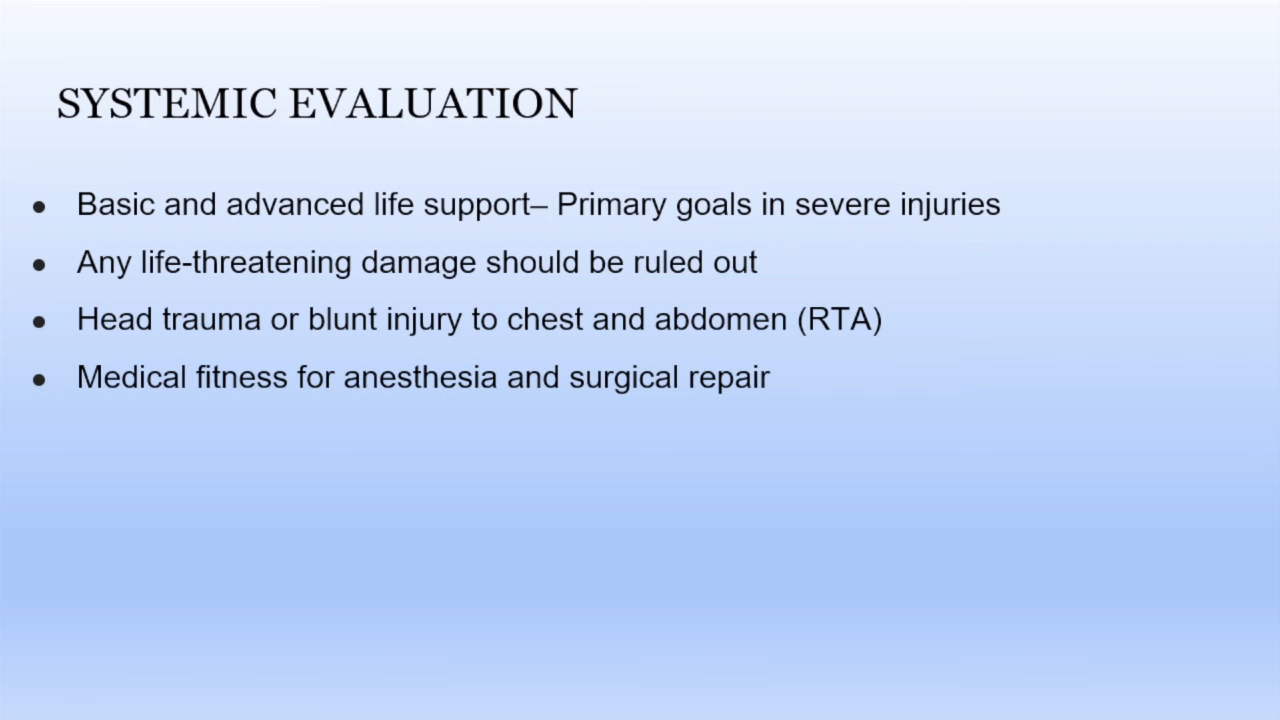 SYSTEMIC EVALUATION
● Basic and advanced life support– Primary goals in severe injuries
● Any life-threatening damage should be ruled out
● Head trauma or blunt injury to chest and abdomen (RTA)
● Medical fitness for anesthesia and surgical repair